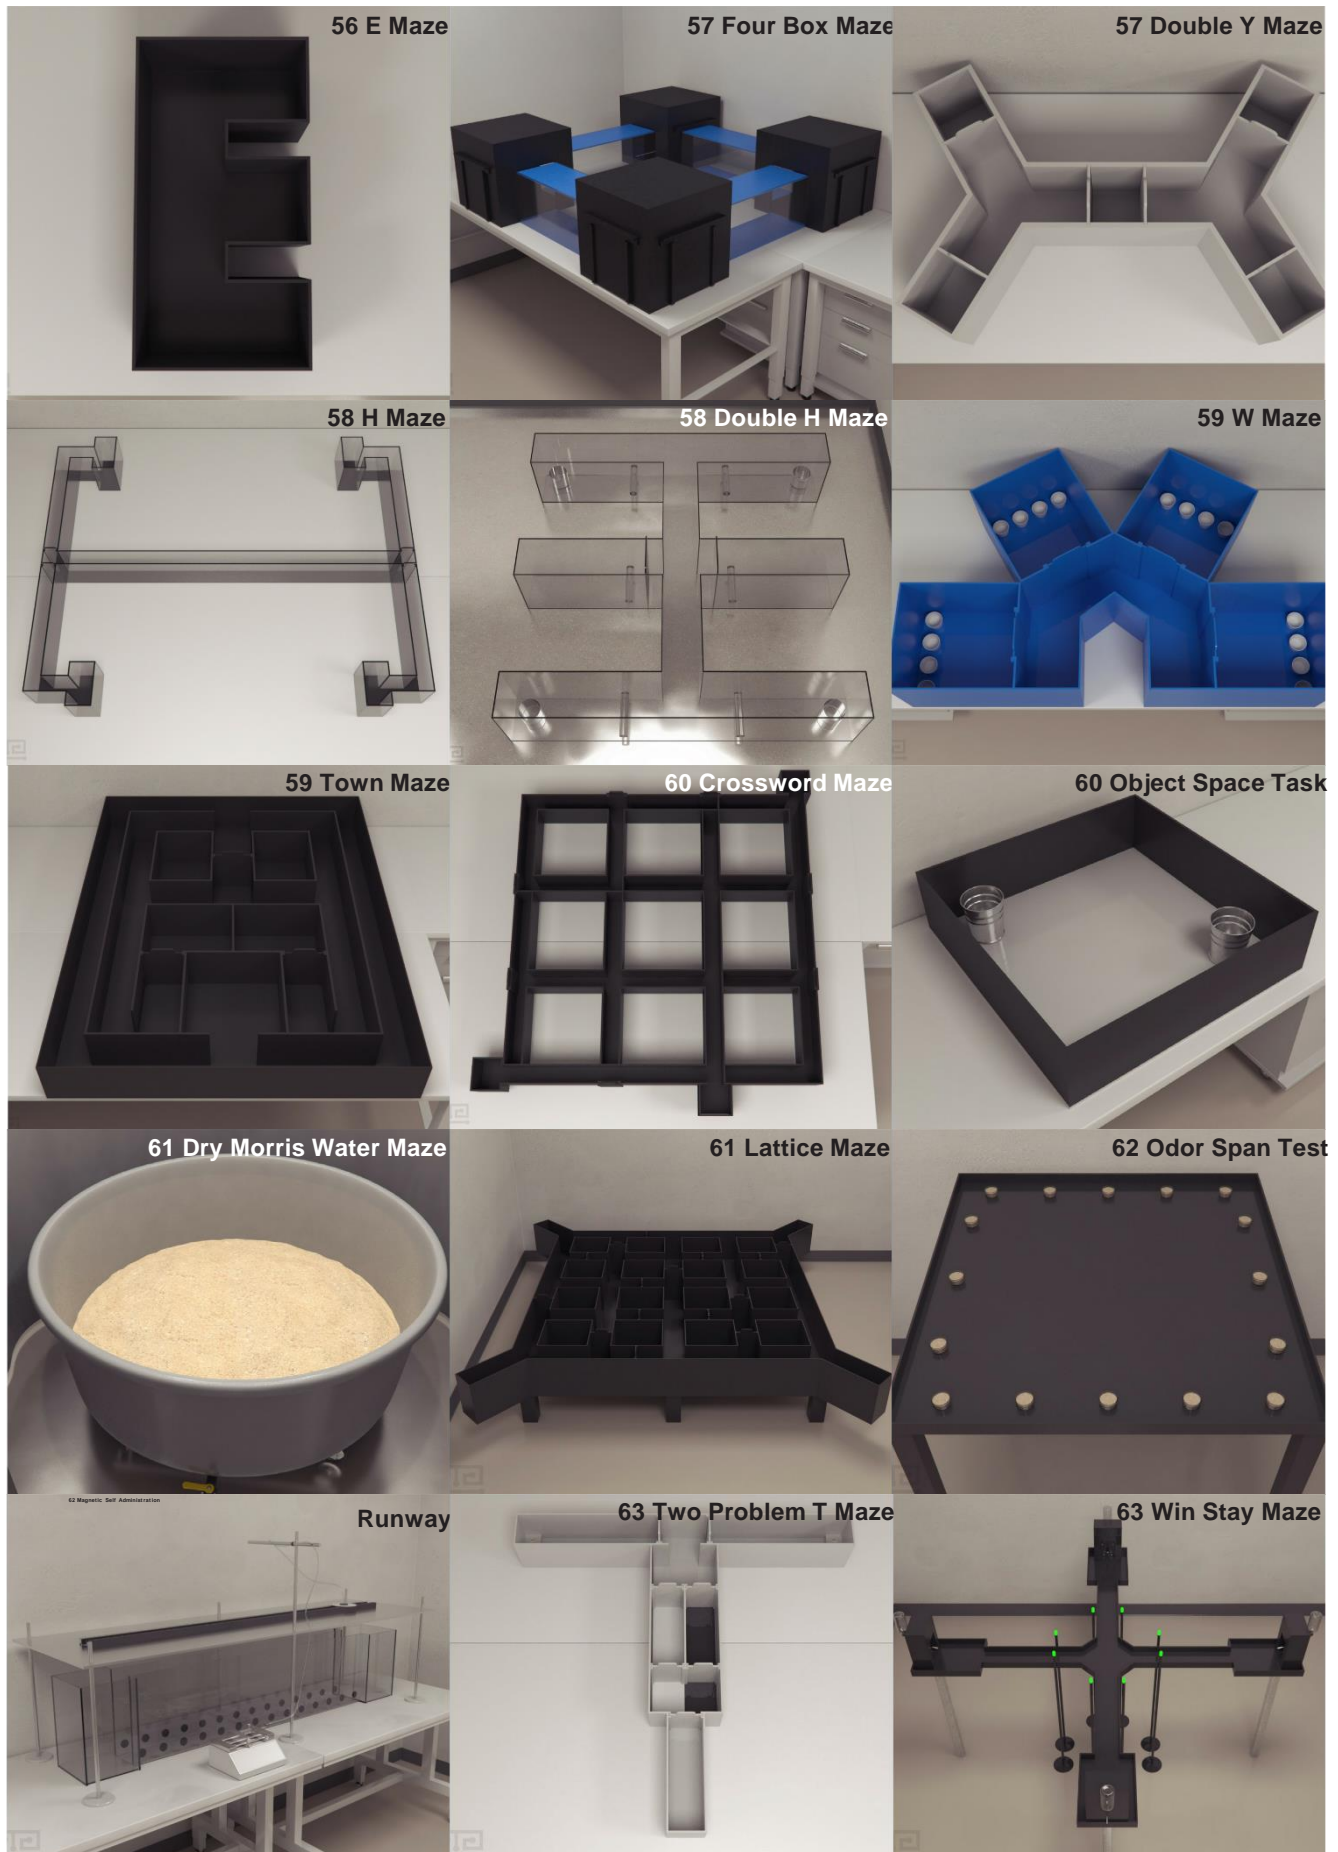 56 E Maze
57 Four Box Maze
57 Double Y Maze
58 H Maze
58 Double H Maze
59 W Maze
59 Town Maze
60 Crossword Maze
60 Object Space Task
61 Dry Morris Water Maze
61 Lattice Maze
62 Odor Span Test
62 Magnetic Self Administration
Runway
63 Two Problem T Maze
63 Win Stay Maze